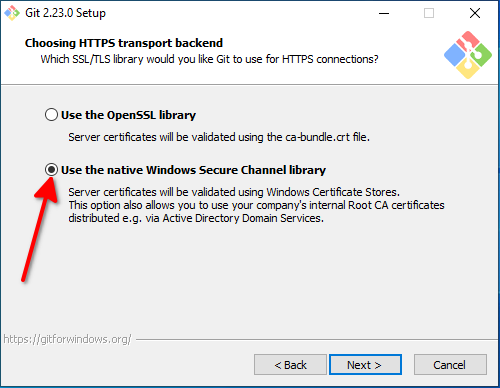 Git 2.23.0 Setup
Choosing HTTPS transport backend
Which SSL/TLS library would you like Git to use for HTTPS connections?
Use the OpenSSL library
Server certificates will be validated using the ca-bundle.crt file.
Use the native Windows Secure Channel library
Server certificates will be validated using Windows Certificate Stores.
This option also allows you to use your company's internal Root CA certificates
distributed e.g. via Active Directory Domain Services.
https://gitforwindows.org/
< Back
Next >
Cancel